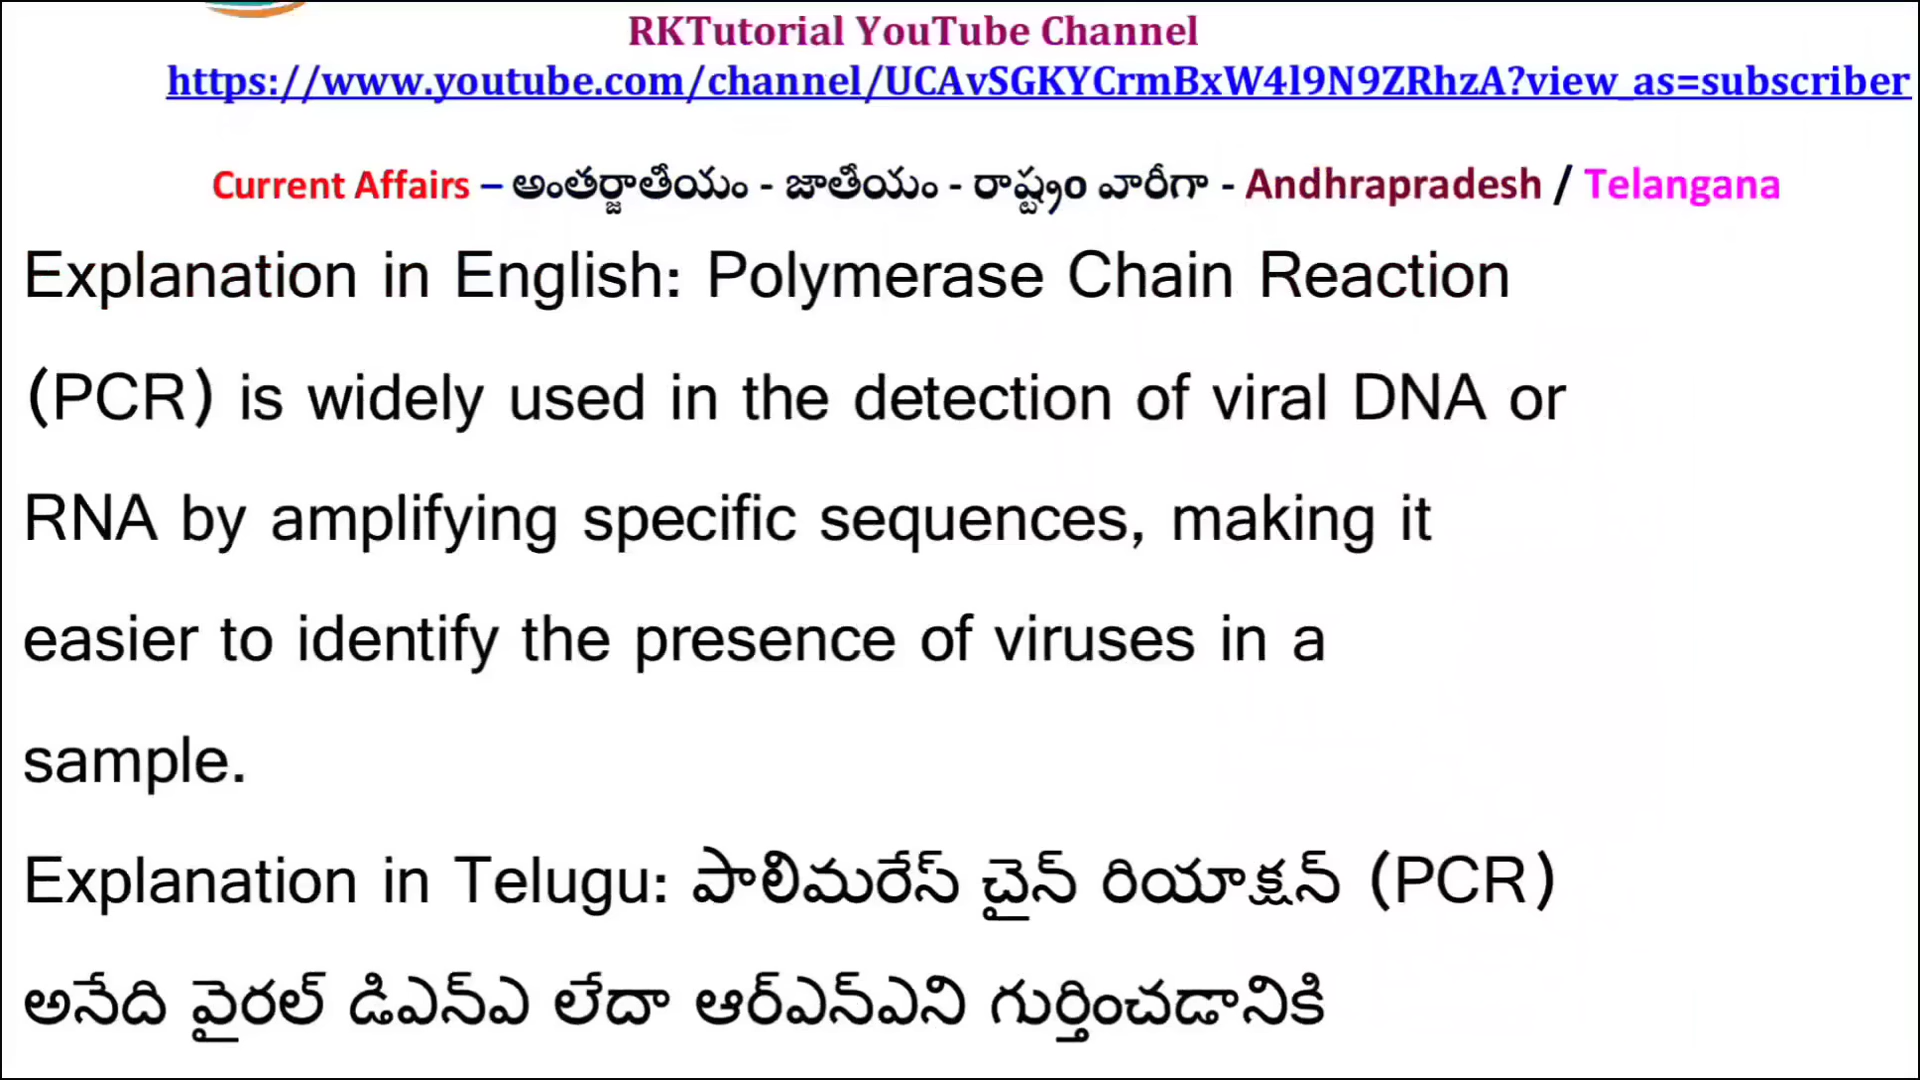 RKTutorial YouTube Channel
https://www.youtube.com/channel/UCAvSGKYCrmBxW4l9N9ZRhzA?view_as=subscriber
Current Affairs – అంతర్జాతీయం - జాతీయం - రాష్ట్రం వారీగా - Andhrapradesh / Telangana
Explanation in English: Polymerase Chain Reaction
(PCR) is widely used in the detection of viral DNA or
RNA by amplifying specific sequences, making it
easier to identify the presence of viruses in a
sample.
Explanation in Telugu: పాలిమరేస్ చైన్ రియాక్షన్ (PCR)
అనేది వైరల్ డిఎన్ఎ లేదా ఆర్ఎన్ఎని గుర్తించడానికి